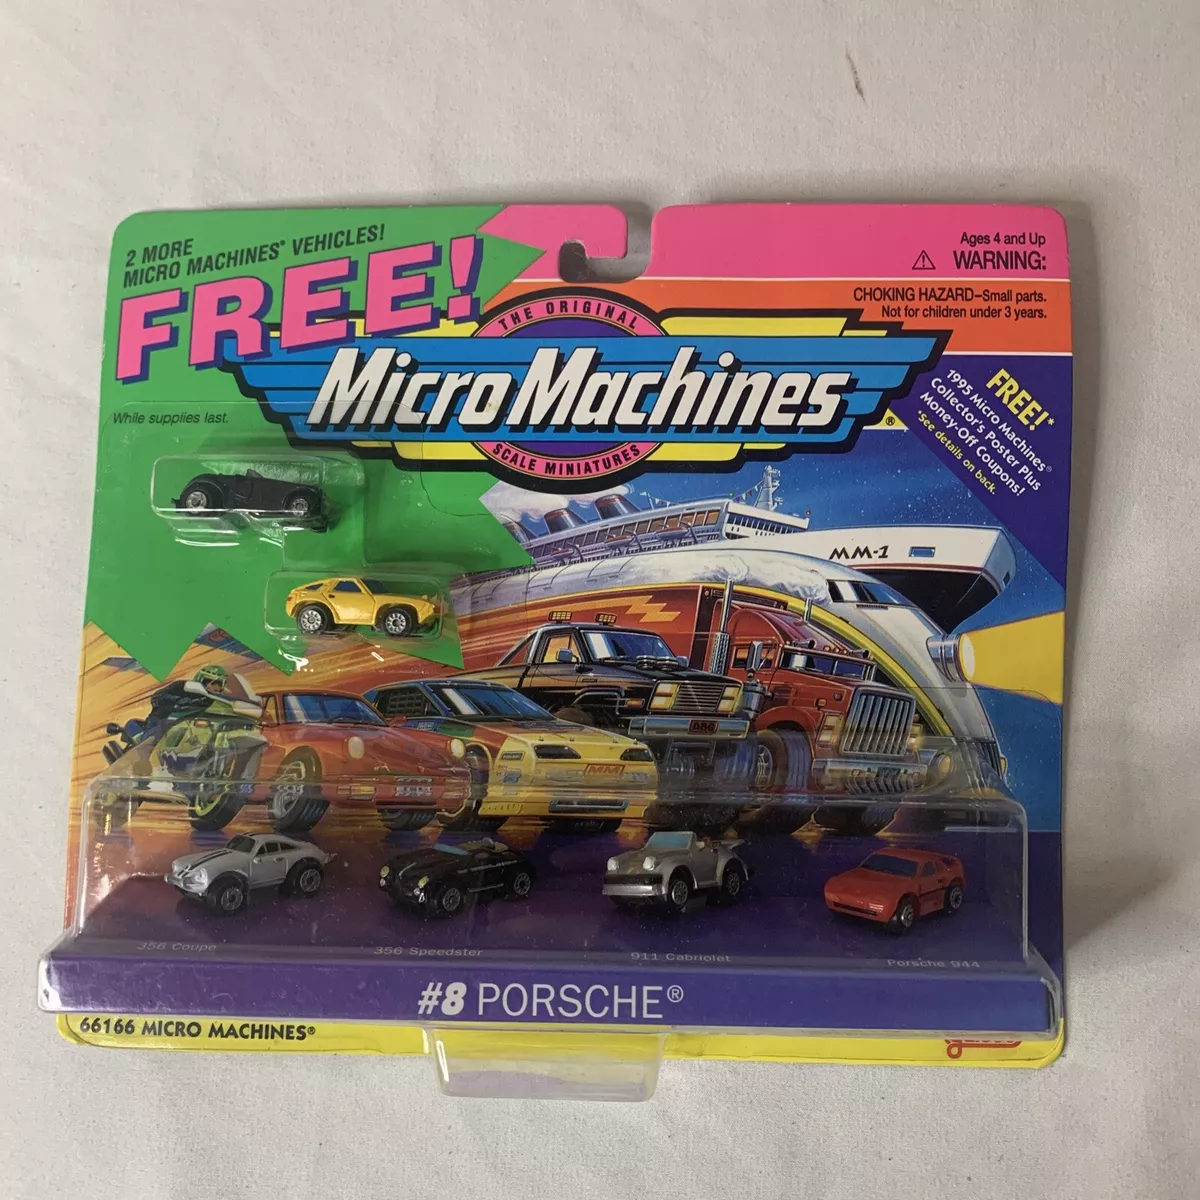 2 MORE
MICRO MACHINES® VEHICLES!
FREE!
While supplies last.
THE ORIGINAL
Micro Machines®
SCALE MINIATURES
Ages 4 and Up
⚠ WARNING:
CHOKING HAZARD–Small parts.
Not for children under 3 years.
FREE!*
1995 Micro Machines®
Collector's Poster Plus
Money-Off Coupons!
*See details on back.
MM-1
MM
356 Coupe
356 Speedster
911 Cabriolet
Porsche 944
#8 PORSCHE®
66166 MICRO MACHINES®